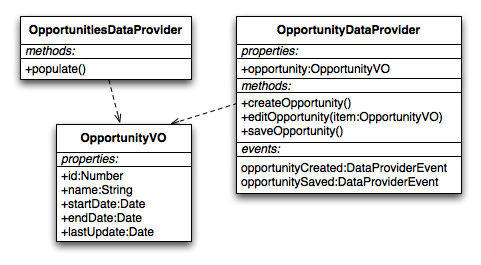 OpportunitiesDataProvider
methods:
+populate()
OpportunityDataProvider
properties:
+opportunity:OpportunityVO
methods:
+createOpportunity()
+editOpportunity(item:OpportunityVO)
+saveOpportunity()
events:
opportunityCreated:DataProviderEvent
opportunitySaved:DataProviderEvent
OpportunityVO
properties:
+id:Number
+name:String
+startDate:Date
+endDate:Date
+lastUpdate:Date